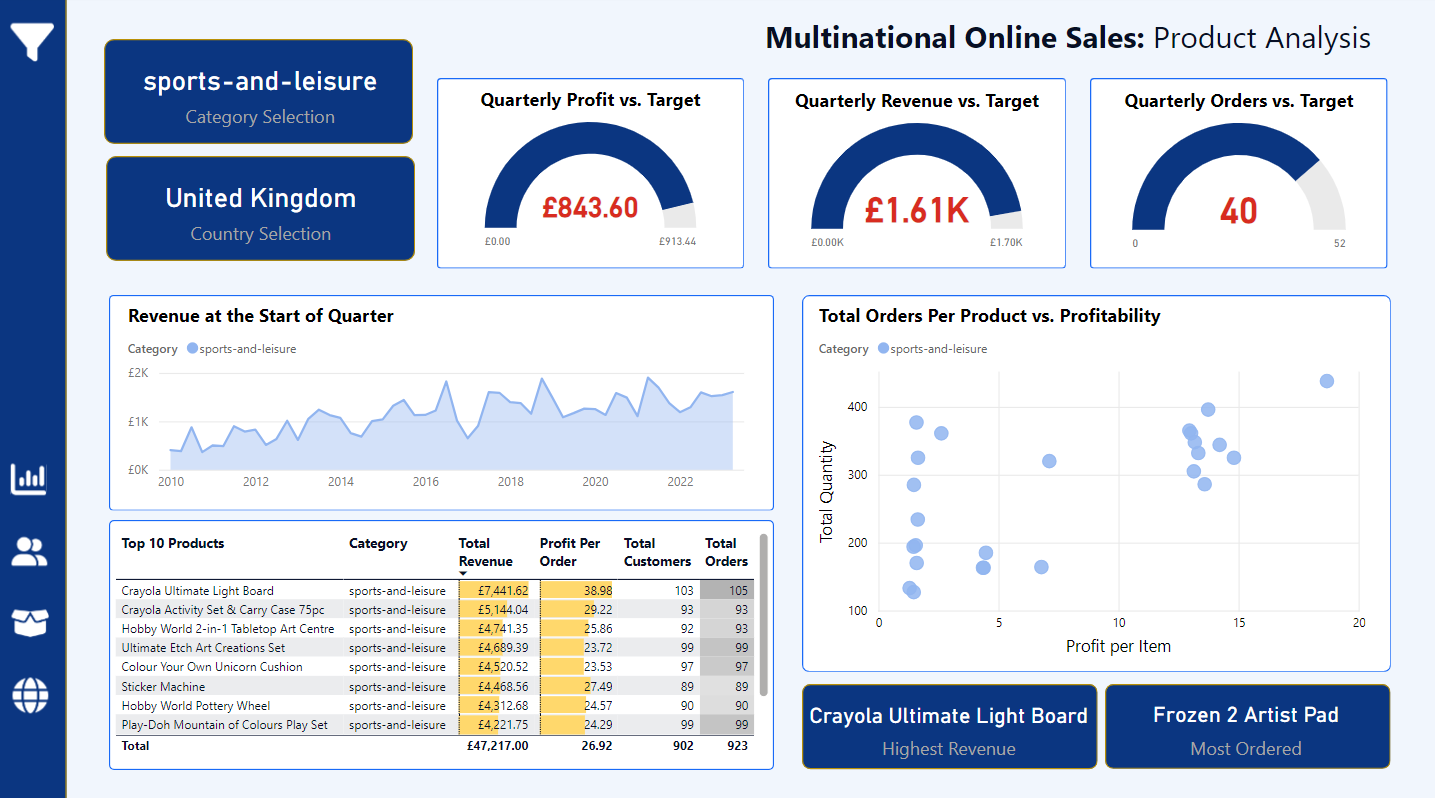 Multinational Online Sales: Product Analysis
sports-and-leisure
Category Selection
United Kingdom
Country Selection
Quarterly Profit vs. Target
£843.60
£0.00
£913.44
Quarterly Revenue vs. Target
£1.61K
£0.00K
£1.70K
Quarterly Orders vs. Target
40
0
52
Revenue at the Start of Quarter
Category sports-and-leisure
£2K
£1K
£0K
2010 2012 2014 2016 2018 2020 2022
Top 10 Products Category Total Revenue Profit Per Order Total Customers Total Orders
Crayola Ultimate Light Board sports-and-leisure £7,441.62 38.98 103 105
Crayola Activity Set & Carry Case 75pc sports-and-leisure £5,144.04 29.22 93 93
Hobby World 2-in-1 Tabletop Art Centre sports-and-leisure £4,741.35 25.86 92 93
Ultimate Etch Art Creations Set sports-and-leisure £4,689.39 23.72 99 99
Colour Your Own Unicorn Cushion sports-and-leisure £4,520.52 23.53 97 97
Sticker Machine sports-and-leisure £4,468.56 27.49 89 89
Hobby World Pottery Wheel sports-and-leisure £4,312.68 24.57 90 90
Play-Doh Mountain of Colours Play Set sports-and-leisure £4,221.75 24.29 99 99
Total £47,217.00 26.92 902 923
Total Orders Per Product vs. Profitability
Category sports-and-leisure
Total Quantity
400
300
200
100
0 5 10 15 20
Profit per Item
Crayola Ultimate Light Board
Highest Revenue
Frozen 2 Artist Pad
Most Ordered